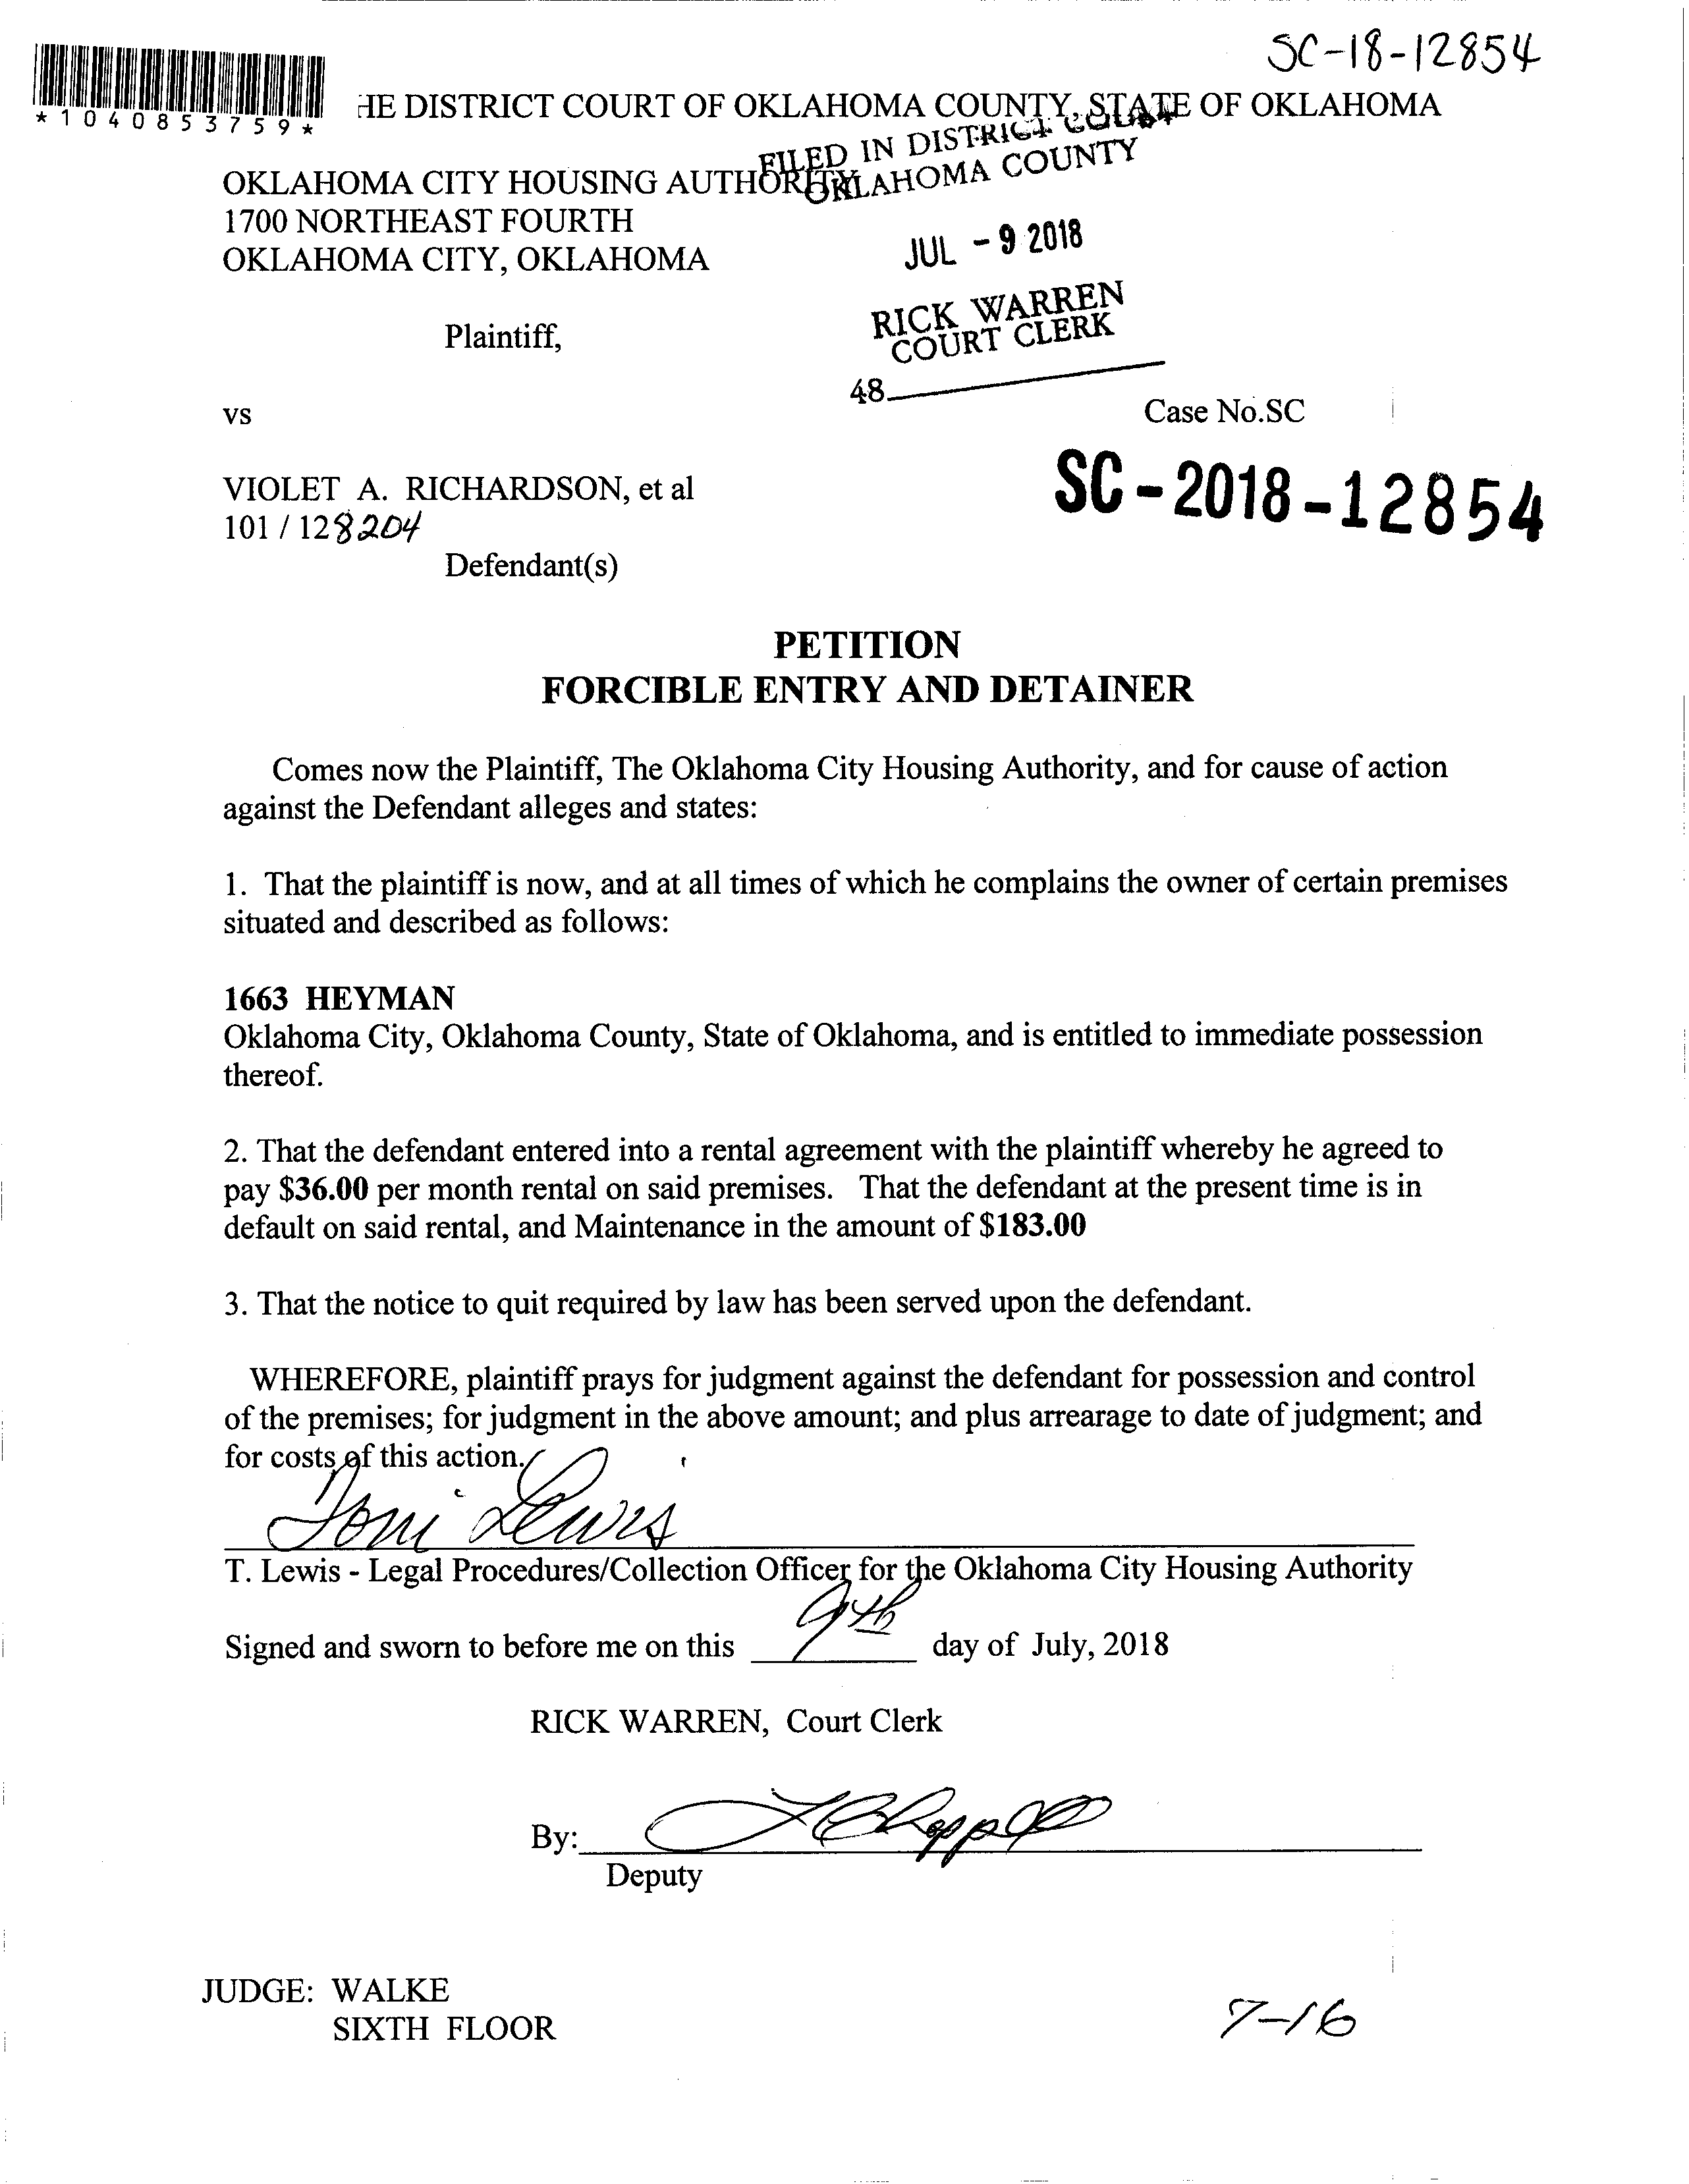 SC-18-12854
*1040853759*
HE DISTRICT COURT OF OKLAHOMA COUNTY, STATE OF OKLAHOMA
FILED IN DISTRICT COURT
OKLAHOMA COUNTY
OKLAHOMA CITY HOUSING AUTHORITY
1700 NORTHEAST FOURTH
OKLAHOMA CITY, OKLAHOMA
JUL - 9 2018
RICK WARREN
COURT CLERK
Plaintiff,
48
vs
Case No.SC
SC-2018-12854
VIOLET A. RICHARDSON, et al
101 / 128204
Defendant(s)
PETITION
FORCIBLE ENTRY AND DETAINER
Comes now the Plaintiff, The Oklahoma City Housing Authority, and for cause of action
against the Defendant alleges and states:
1. That the plaintiff is now, and at all times of which he complains the owner of certain premises
situated and described as follows:
1663 HEYMAN
Oklahoma City, Oklahoma County, State of Oklahoma, and is entitled to immediate possession
thereof.
2. That the defendant entered into a rental agreement with the plaintiff whereby he agreed to
pay $36.00 per month rental on said premises. That the defendant at the present time is in
default on said rental, and Maintenance in the amount of $183.00
3. That the notice to quit required by law has been served upon the defendant.
WHEREFORE, plaintiff prays for judgment against the defendant for possession and control
of the premises; for judgment in the above amount; and plus arrearage to date of judgment; and
for costs of this action.
Toni Lewis
T. Lewis - Legal Procedures/Collection Officer for the Oklahoma City Housing Authority
Signed and sworn to before me on this 9th day of July, 2018
RICK WARREN, Court Clerk
By:
Deputy
JUDGE: WALKE
SIXTH FLOOR
7-16